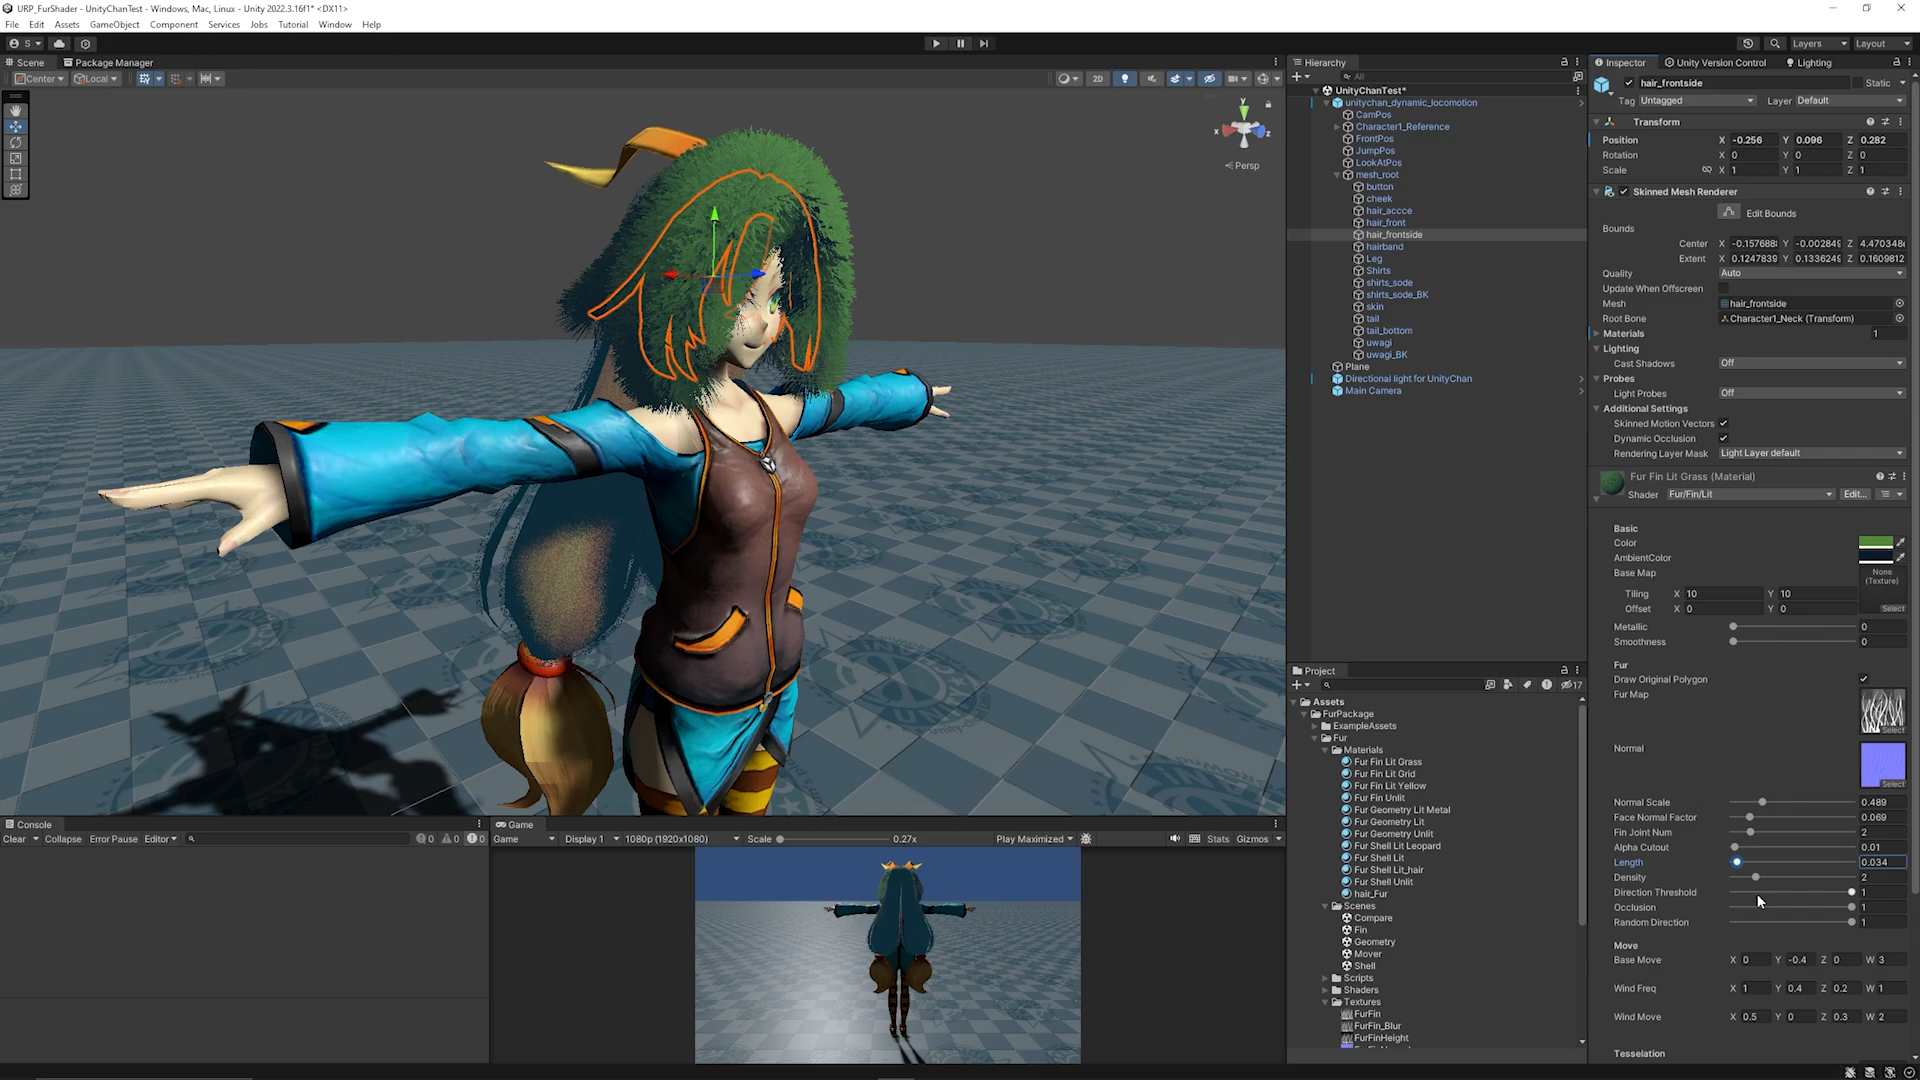 URP_FurShader - UnityChanTest - Windows, Mac, Linux - Unity 2022.3.16f1* <DX11>
File Edit Assets GameObject Component Services Jobs Tutorial Window Help
S
Layers Layout
Scene Package Manager
Center Local
2D
y
x z
Persp
Hierarchy
All
UnityChanTest*
unitychan_dynamic_locomotion
CamPos
Character1_Reference
FrontPos
JumpPos
LookAtPos
mesh_root
button
cheek
hair_accce
hair_front
hair_frontside
hairband
Leg
Shirts
shirts_sode
shirts_sode_BK
skin
tail
tail_bottom
uwagi
uwagi_BK
Plane
Directional light for UnityChan
Main Camera
Project
17
Assets
FurPackage
ExampleAssets
Fur
Materials
Fur Fin Lit Grass
Fur Fin Lit Grid
Fur Fin Lit Yellow
Fur Fin Unlit
Fur Geometry Lit Metal
Fur Geometry Lit
Fur Geometry Unlit
Fur Shell Lit Leopard
Fur Shell Lit
Fur Shell Lit_hair
Fur Shell Unlit
hair_Fur
Scenes
Compare
Fin
Geometry
Mover
Shell
Scripts
Shaders
Textures
FurFin
FurFin_Blur
FurFinHeight
Inspector Unity Version Control Lighting
hair_frontside Static
Tag Untagged Layer Default
Transform
Position X -0.256 Y 0.096 Z 0.282
Rotation X 0 Y 0 Z 0
Scale X 1 Y 1 Z 1
Skinned Mesh Renderer
Edit Bounds
Bounds
Center X -0.157688 Y -0.002849 Z 4.470348
Extent X 0.1247839 Y 0.1336249 Z 0.1609812
Quality Auto
Update When Offscreen
Mesh hair_frontside
Root Bone Character1_Neck (Transform)
Materials 1
Lighting
Cast Shadows Off
Probes
Light Probes Off
Additional Settings
Skinned Motion Vectors
Dynamic Occlusion
Rendering Layer Mask Light Layer default
Fur Fin Lit Grass (Material)
Shader Fur/Fin/Lit Edit...
Basic
Color
AmbientColor
Base Map None (Texture)
Tiling X 10 Y 10
Offset X 0 Y 0 Select
Metallic 0
Smoothness 0
Fur
Draw Original Polygon
Fur Map
Select
Normal
Select
Normal Scale 0.489
Face Normal Factor 0.069
Fin Joint Num 2
Alpha Cutout 0.01
Length 0.034
Density 2
Direction Threshold 1
Occlusion 1
Random Direction 1
Move
Base Move X 0 Y -0.4 Z 0 W 3
Wind Freq X 1 Y 0.4 Z 0.2 W 1
Wind Move X 0.5 Y 0 Z 0.3 W 2
Tesselation
Console
Clear Collapse Error Pause Editor 0 0 0
Game
Game Display 1 1080p (1920x1080) Scale 0.27x Play Maximized Stats Gizmos